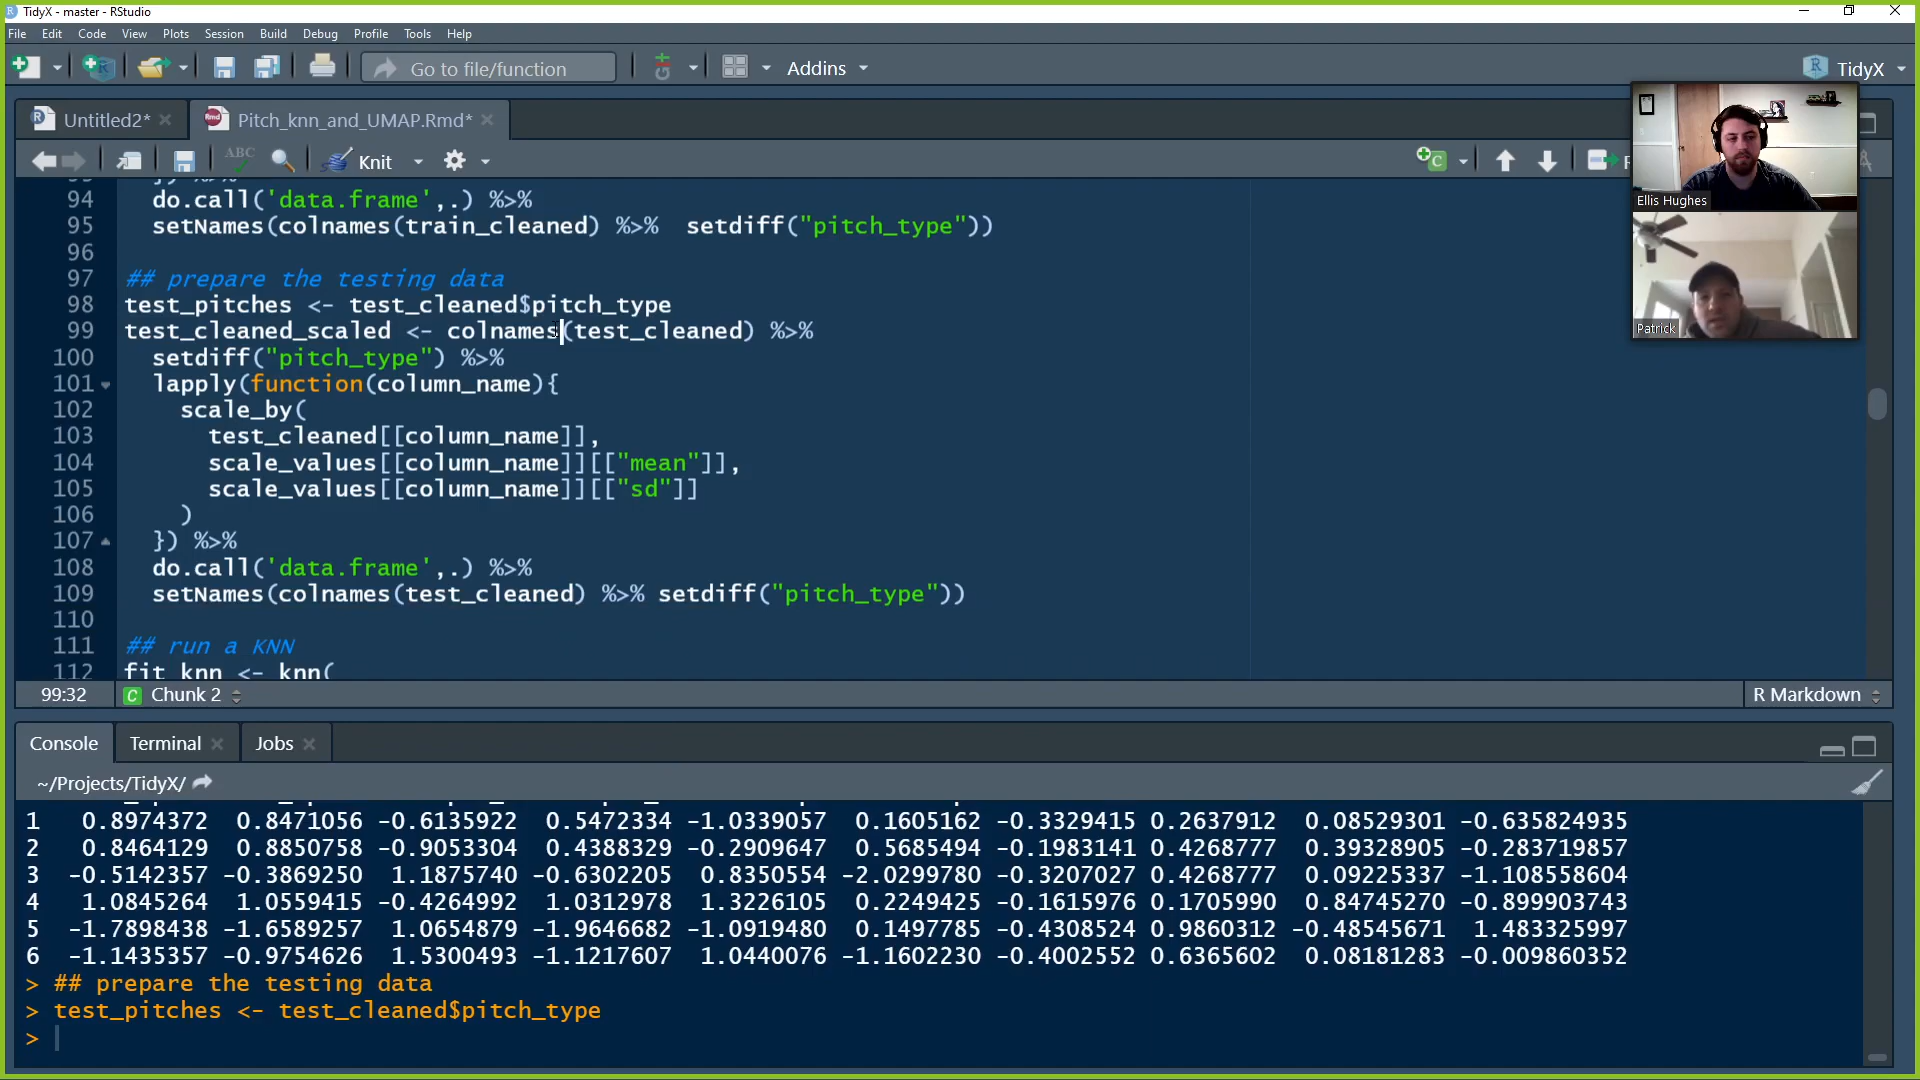 TidyX - master - RStudio
File Edit Code View Plots Session Build Debug Profile Tools Help
Go to file/function
Addins
TidyX
Untitled2*
Pitch_knn_and_UMAP.Rmd*
ABC
Knit
94 do.call('data.frame',.) %>%
95 setNames(colnames(train_cleaned) %>%  setdiff("pitch_type"))
96
97 ## prepare the testing data
98 test_pitches <- test_cleaned$pitch_type
99 test_cleaned_scaled <- colnames(test_cleaned) %>%
100 setdiff("pitch_type") %>%
101 lapply(function(column_name){
102 scale_by(
103 test_cleaned[[column_name]],
104 scale_values[[column_name]][["mean"]],
105 scale_values[[column_name]][["sd"]]
106 )
107 }) %>%
108 do.call('data.frame',.) %>%
109 setNames(colnames(test_cleaned) %>% setdiff("pitch_type"))
110
111 ## run a KNN
112 fit_knn <- knn(
Ellis Hughes
Patrick
99:32
C Chunk 2
R Markdown
Console Terminal Jobs
~/Projects/TidyX/
1 0.8974372 0.8471056 -0.6135922 0.5472334 -1.0339057 0.1605162 -0.3329415 0.2637912 0.08529301 -0.635824935
2 0.8464129 0.8850758 -0.9053304 0.4388329 -0.2909647 0.5685494 -0.1983141 0.4268777 0.39328905 -0.283719857
3 -0.5142357 -0.3869250 1.1875740 -0.6302205 0.8350554 -2.0299780 -0.3207027 0.4268777 0.09225337 -1.108558604
4 1.0845264 1.0559415 -0.4264992 1.0312978 1.3226105 0.2249425 -0.1615976 0.1705990 0.84745270 -0.899903743
5 -1.7898438 -1.6589257 1.0654879 -1.9646682 -1.0919480 0.1497785 -0.4308524 0.9860312 -0.48545671 1.483325997
6 -1.1435357 -0.9754626 1.5300493 -1.1217607 1.0440076 -1.1602230 -0.4002552 0.6365602 0.08181283 -0.009860352
> ## prepare the testing data
> test_pitches <- test_cleaned$pitch_type
>